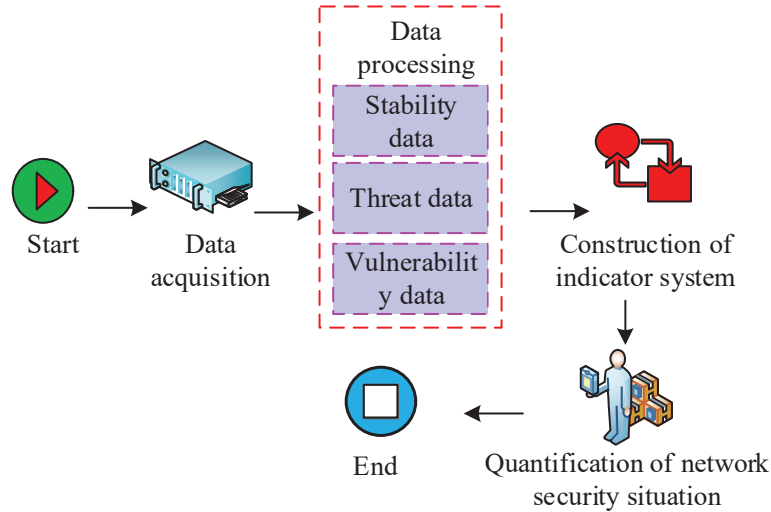 Start
Data
acquisition
Data
processing
Stability
data
Threat data
Vulnerabilit
y data
Construction of
indicator system
Quantification of network
security situation
End